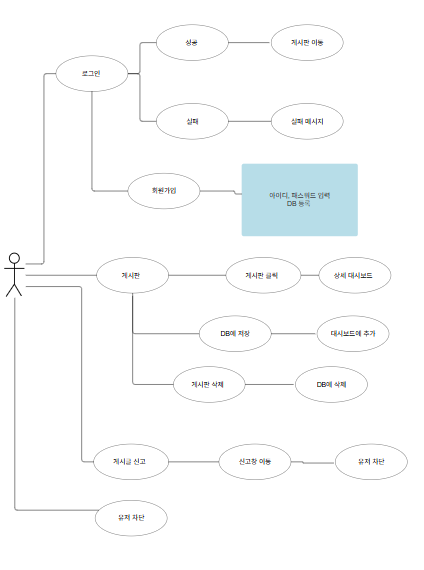 성공
게시판 이동
로그인
실패
실패 메시지
회원가입
아이디, 패스워드 입력
DB 등록
게시판
게시판 클릭
상세 대시보드
DB에 저장
대시보드에 추가
게시판 삭제
DB에 삭제
게시글 신고
신고창 이동
유저 차단
유저 차단